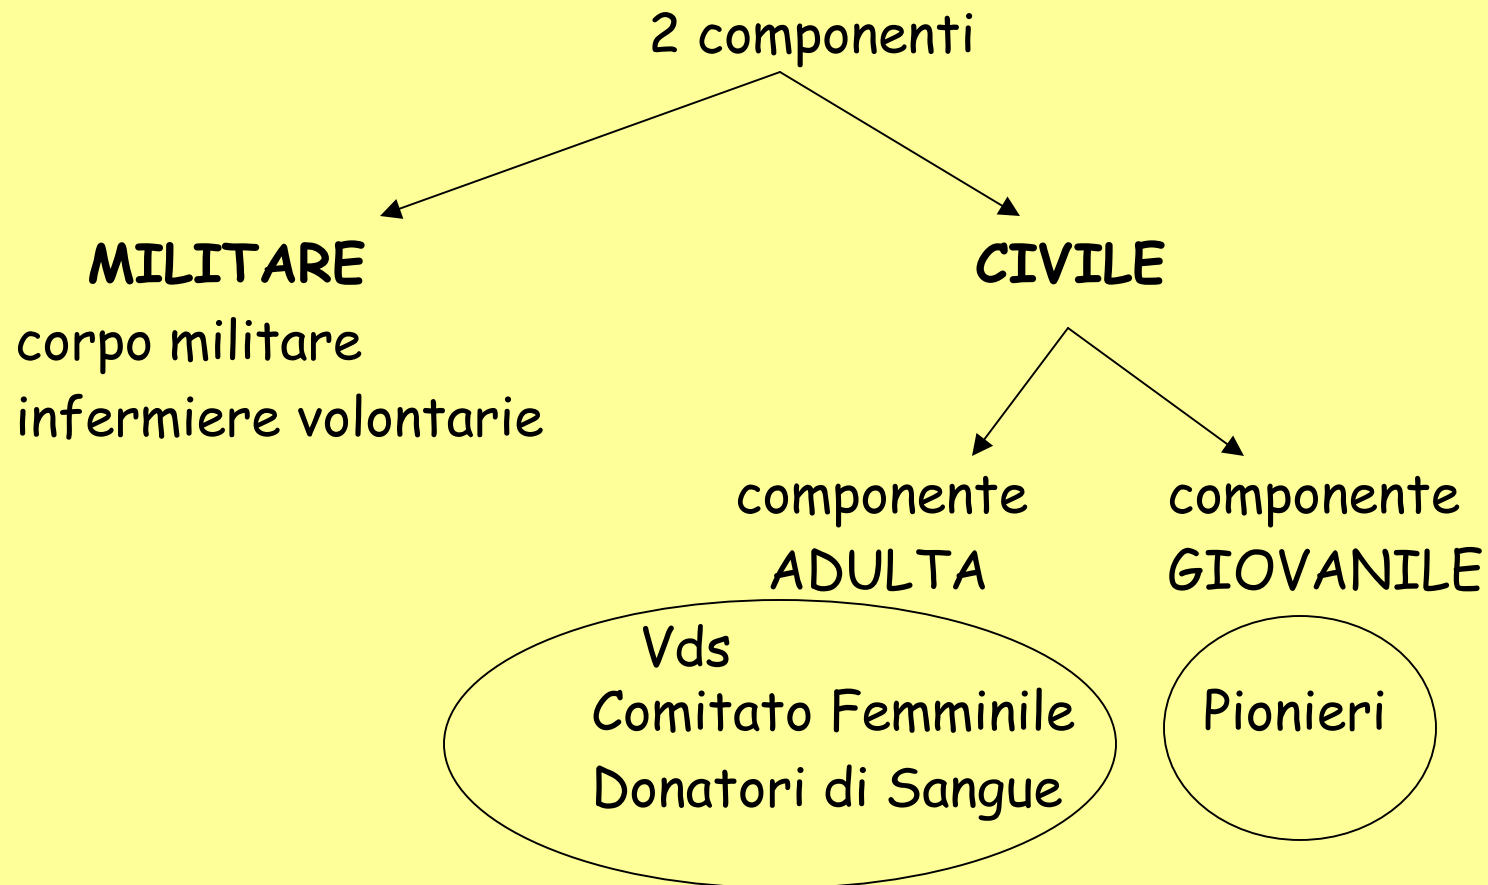 2 componenti
MILITARE
corpo militare
infermiere volontarie
CIVILE
componente
ADULTA
Vds
Comitato Femminile
Donatori di Sangue
componente
GIOVANILE
Pionieri